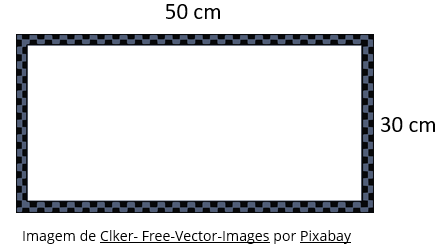 50 cm
30 cm
Imagem de Clker- Free-Vector-Images por Pixabay